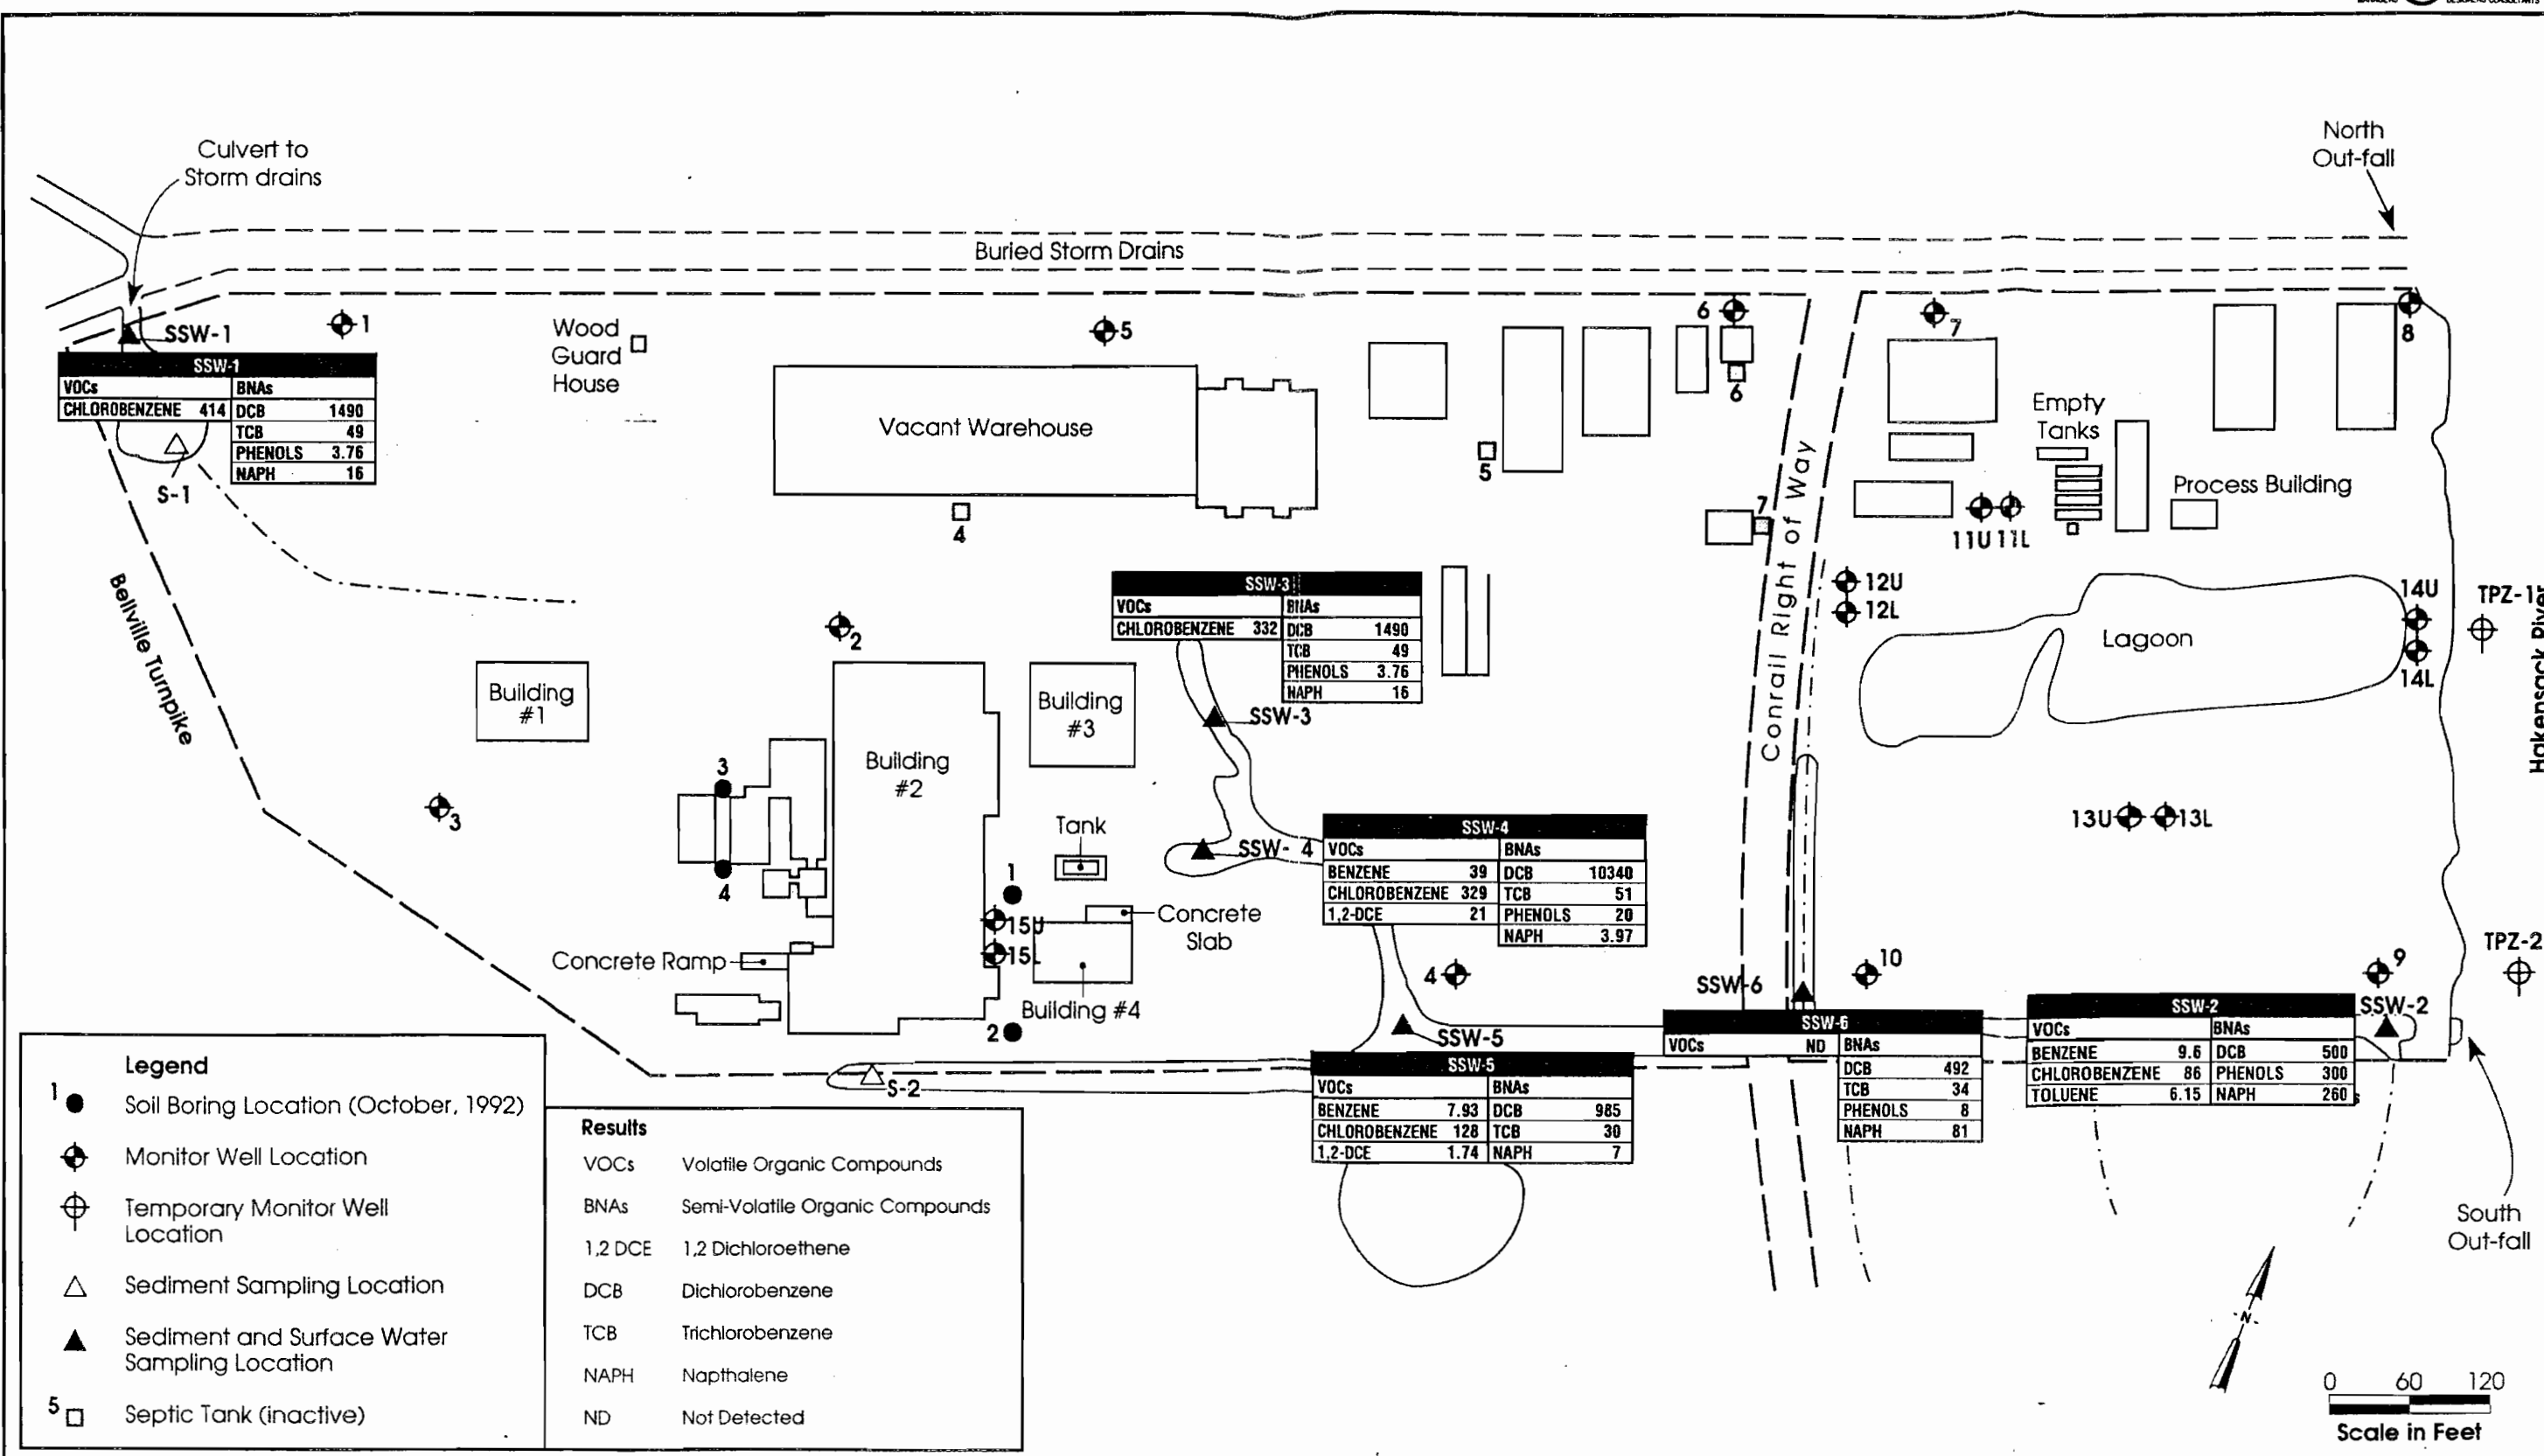 North
Out-fall
Culvert to
Storm drains
Buried Storm Drains
SSW-1
1
Wood
Guard
House
5
6
7
8
SSW-1
VOCs BNAs
CHLOROBENZENE 414 DCB 1490
TCB 49
PHENOLS 3.76
NAPH 16
S-1
Vacant Warehouse
4
5
6
7
Empty
Tanks
Process Building
11U 11L
Conrail Right of Way
12U
12L
Lagoon
14U
14L
TPZ-1
Hakensack River
Bellville Turnpike
2
SSW-3
VOCs BNAs
CHLOROBENZENE 332 DCB 1490
TCB 49
PHENOLS 3.76
NAPH 16
SSW-3
Building
#1
Building
#2
Building
#3
3
3
4
Tank
1
15U
15L
Concrete
Slab
Concrete Ramp
Building #4
2
SSW- 4
SSW-4
VOCs BNAs
BENZENE 39 DCB 10340
CHLOROBENZENE 329 TCB 51
1,2-DCE 21 PHENOLS 20
NAPH 3.97
13U 13L
4
10
9
TPZ-2
SSW-6
SSW-5
SSW-2
SSW-6
VOCs ND BNAs
DCB 492
TCB 34
PHENOLS 8
NAPH 81
SSW-2
VOCs BNAs
BENZENE 9.6 DCB 500
CHLOROBENZENE 86 PHENOLS 300
TOLUENE 6.15 NAPH 260
SSW-5
VOCs BNAs
BENZENE 7.93 DCB 985
CHLOROBENZENE 128 TCB 30
1,2-DCE 1.74 NAPH 7
S-2
South
Out-fall
Legend
1 Soil Boring Location (October, 1992)
Monitor Well Location
Temporary Monitor Well
Location
Sediment Sampling Location
Sediment and Surface Water
Sampling Location
5 Septic Tank (inactive)
Results
VOCs Volatile Organic Compounds
BNAs Semi-Volatile Organic Compounds
1,2 DCE 1,2 Dichloroethene
DCB Dichlorobenzene
TCB Trichlorobenzene
NAPH Napthalene
ND Not Detected
N
0 60 120
Scale in Feet